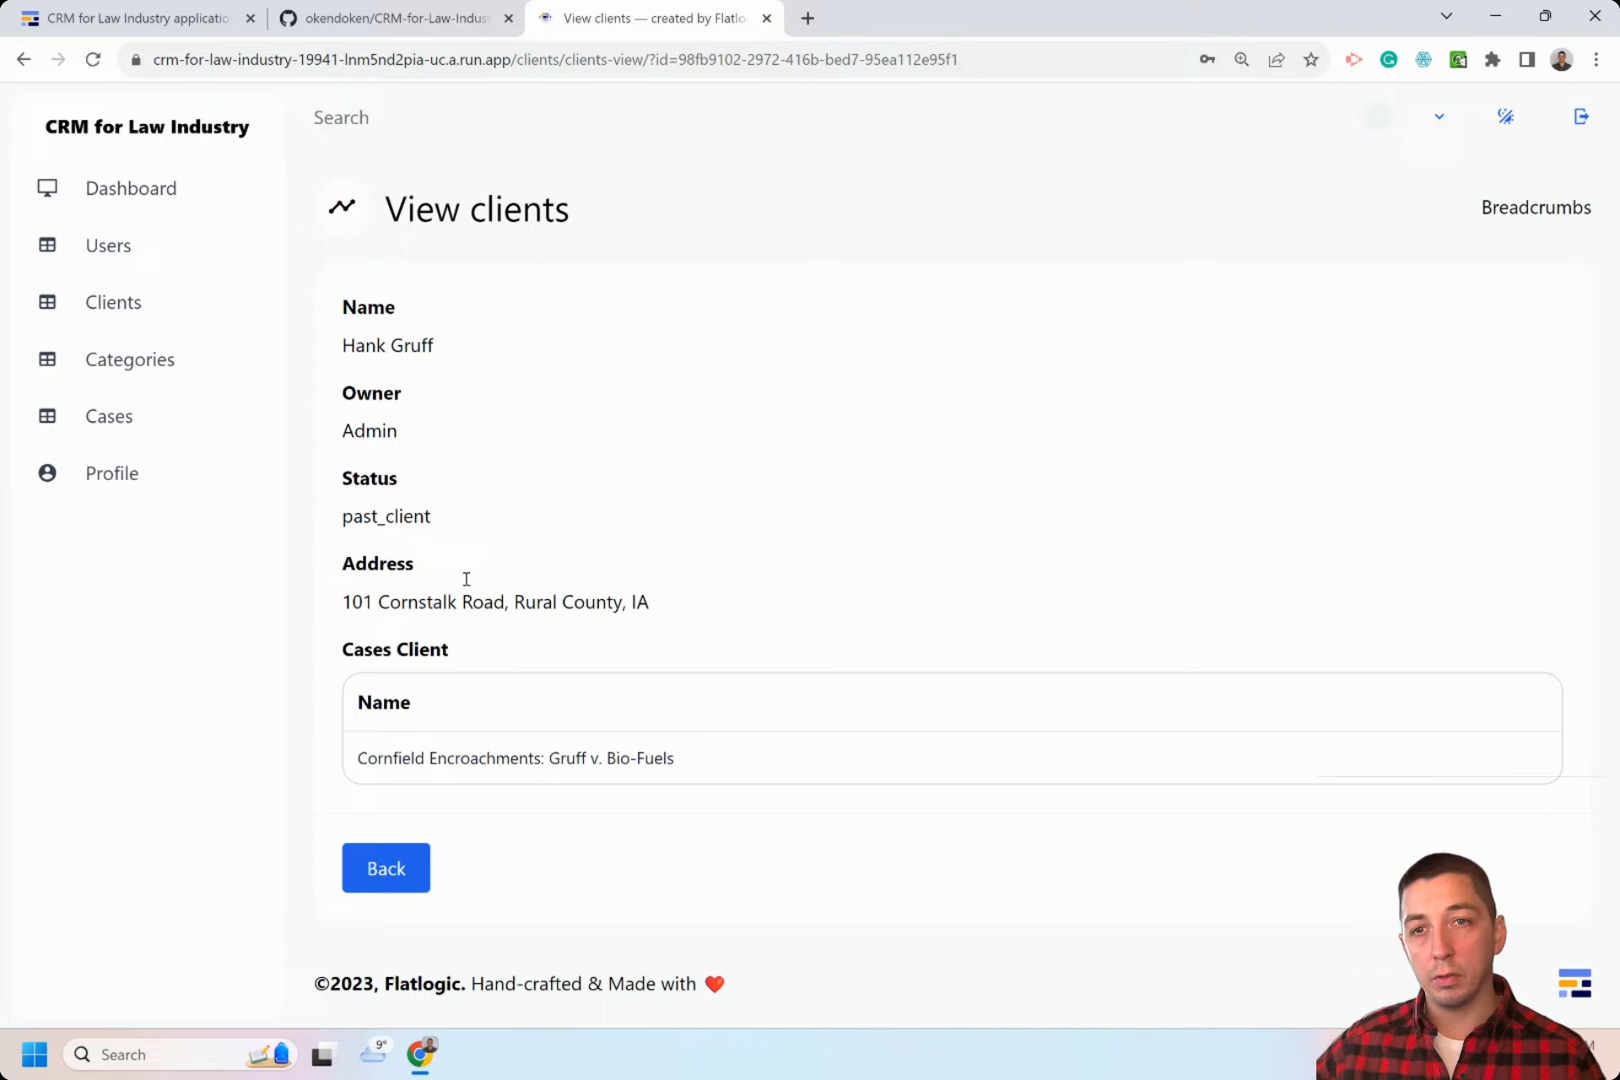 CRM for Law Industry applicatio
okendoken/CRM-for-Law-Indust
View clients — created by Flatlo
crm-for-law-industry-19941-lnm5nd2pia-uc.a.run.app/clients/clients-view/?id=98fb9102-2972-416b-bed7-95ea112e95f1
CRM for Law Industry
Search
Dashboard
Users
Clients
Categories
Cases
Profile
View clients
Breadcrumbs
Name
Hank Gruff
Owner
Admin
Status
past_client
Address
101 Cornstalk Road, Rural County, IA
Cases Client
Name
Cornfield Encroachments: Gruff v. Bio-Fuels
Back
©2023, Flatlogic. Hand-crafted & Made with ❤️
Search
9°